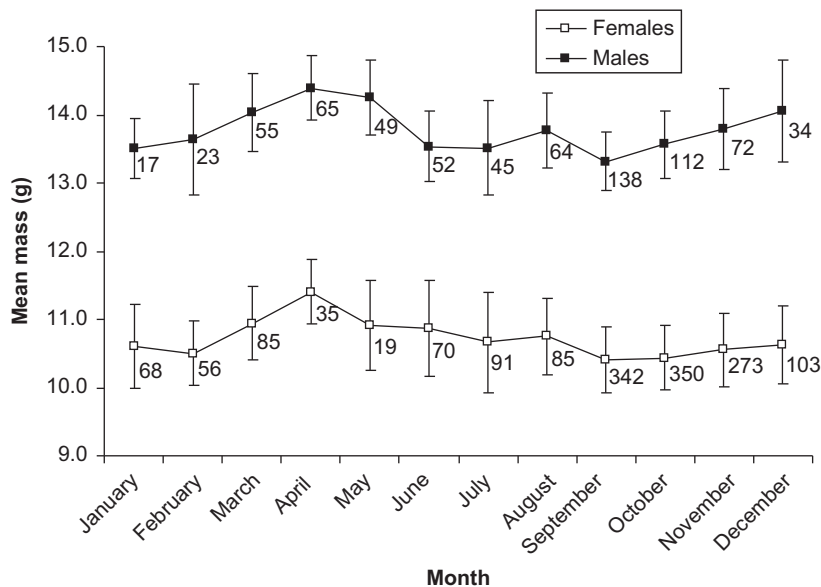 Females
Males
15.0
14.0
13.0
12.0
11.0
10.0
9.0
Mean mass (g)
17 23 55 65 49 52 45 64 138 112 72 34
68 56 85 35 19 70 91 85 342 350 273 103
January February March April May June July August September October November December
Month